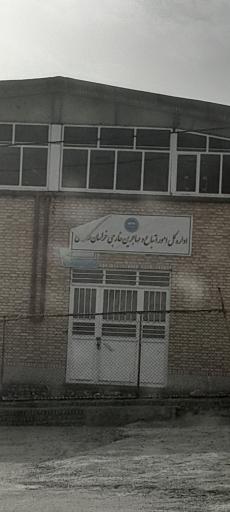 اداره کل امور اتباع و مهاجرین خارجی خراسان